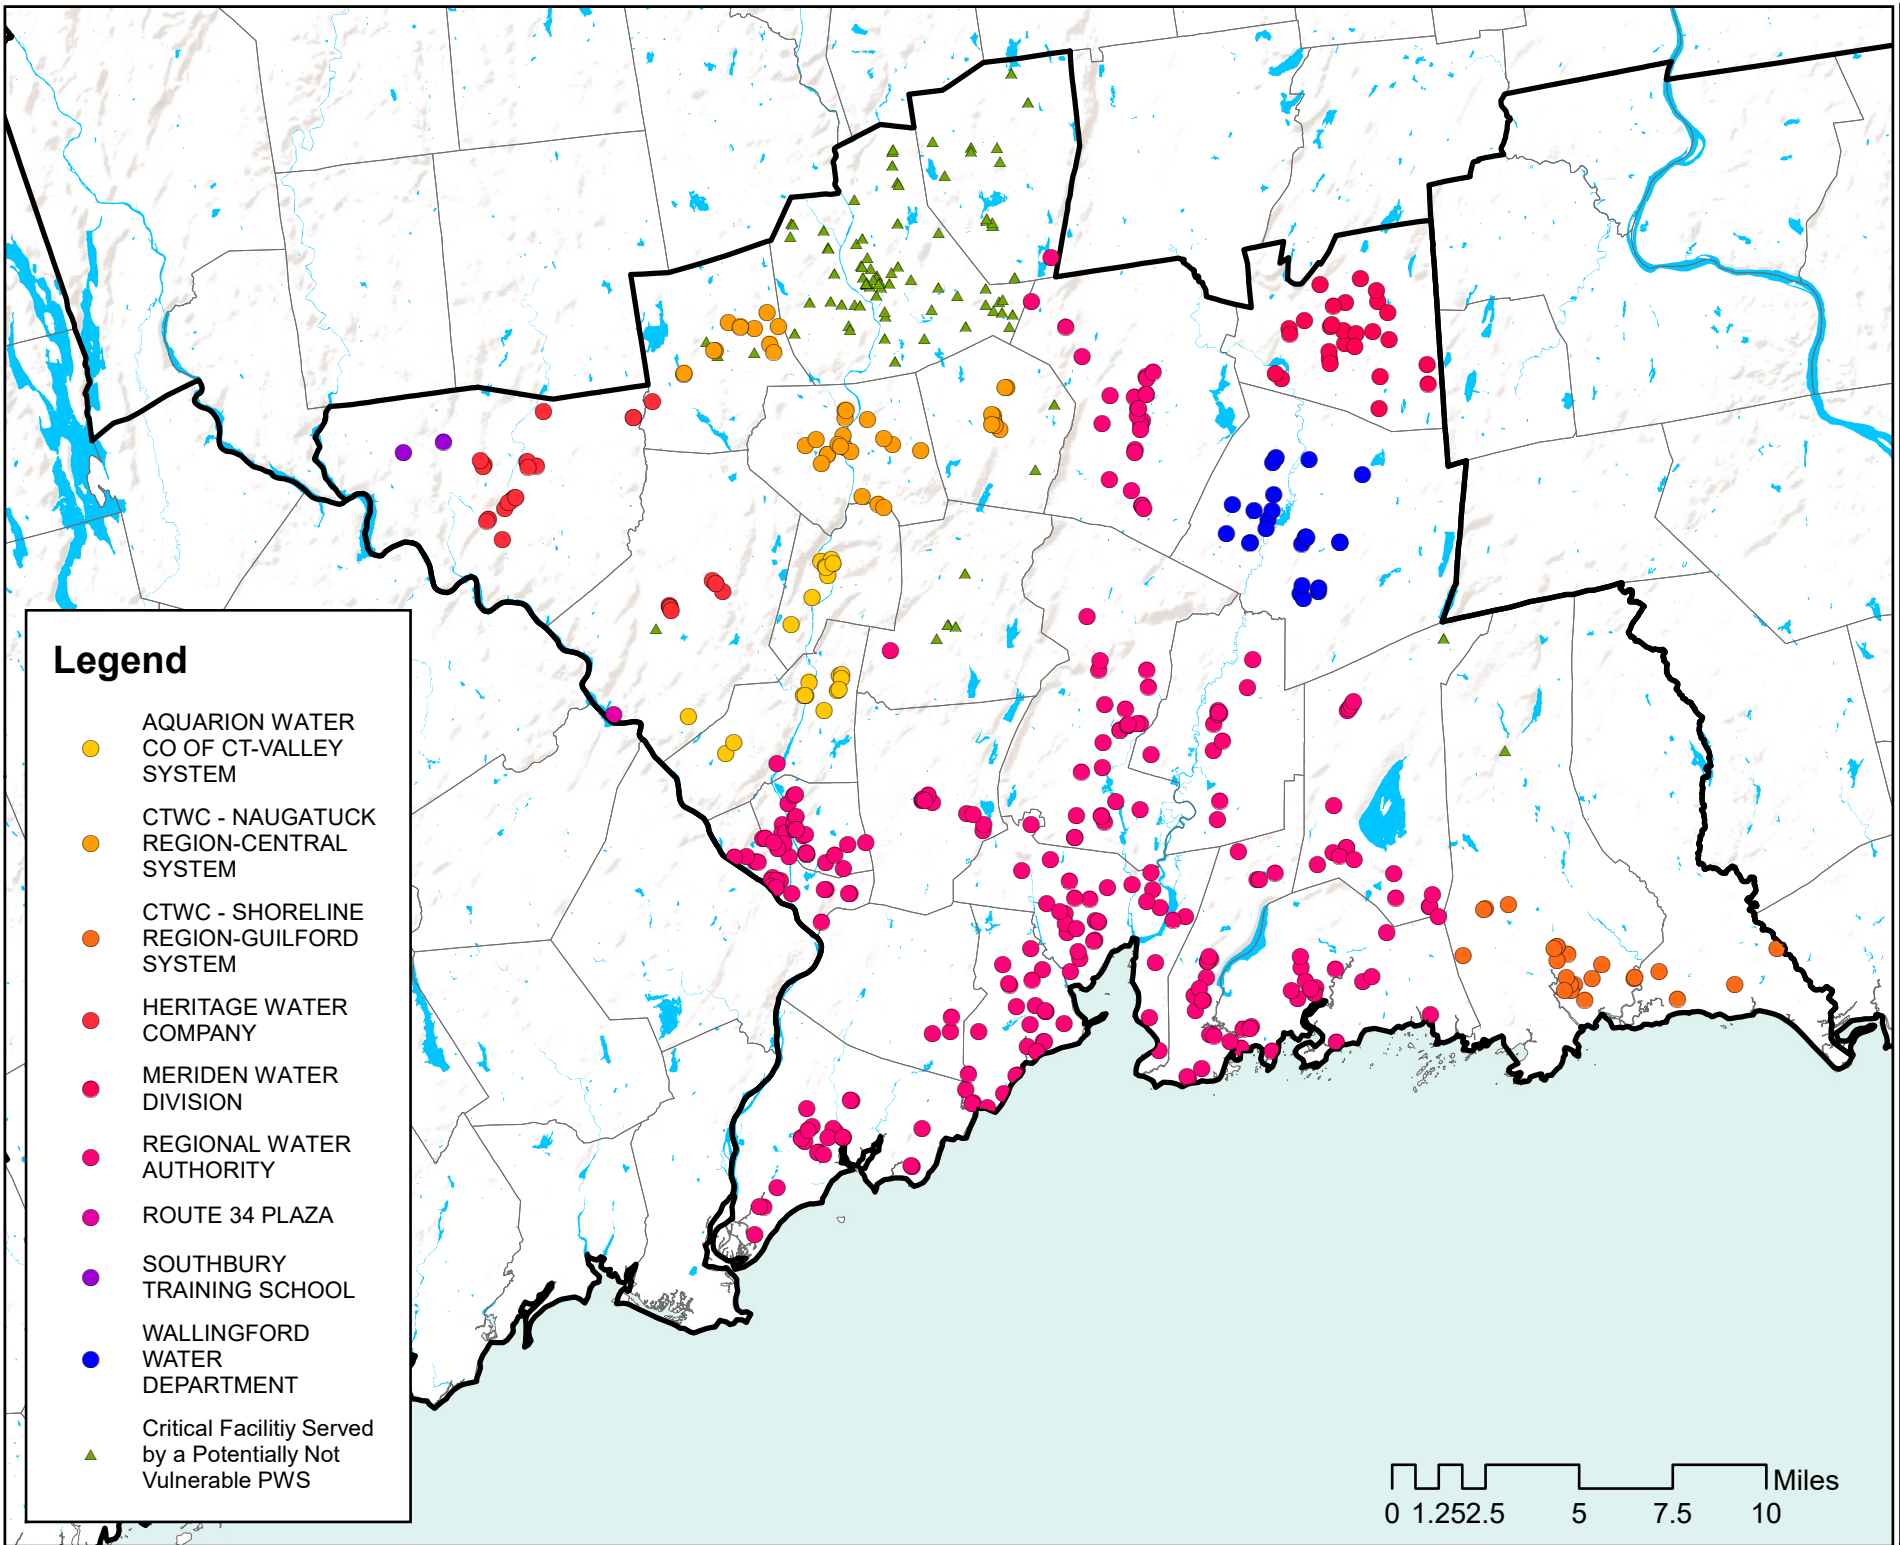 Legend
AQUARION WATER
CO OF CT-VALLEY
SYSTEM
CTWC - NAUGATUCK
REGION-CENTRAL
SYSTEM
CTWC - SHORELINE
REGION-GUILFORD
SYSTEM
HERITAGE WATER
COMPANY
MERIDEN WATER
DIVISION
REGIONAL WATER
AUTHORITY
ROUTE 34 PLAZA
SOUTHBURY
TRAINING SCHOOL
WALLINGFORD
WATER
DEPARTMENT
Critical Facilitiy Served
by a Potentially Not
Vulnerable PWS
Miles
0 1.252.5 5 7.5 10